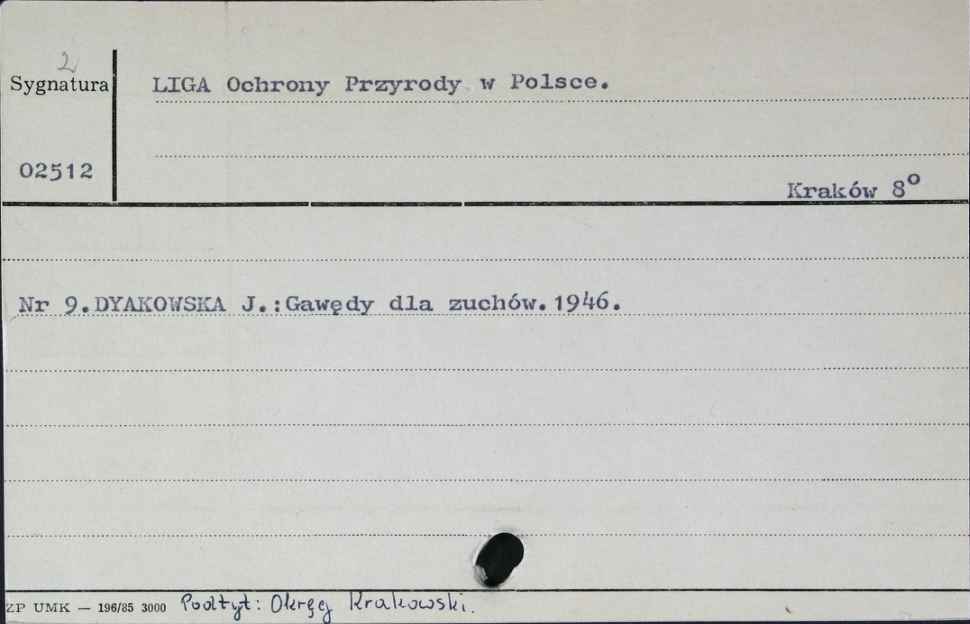 2
Sygnatura
LIGA Ochrony Przyrody w Polsce.
02512
Kraków 8°
Nr 9.DYAKOWSKA J.:Gawędy dla zuchów.1946.
ZP UMK — 196/85 3000 Podtyt: Okręg Krakowski.